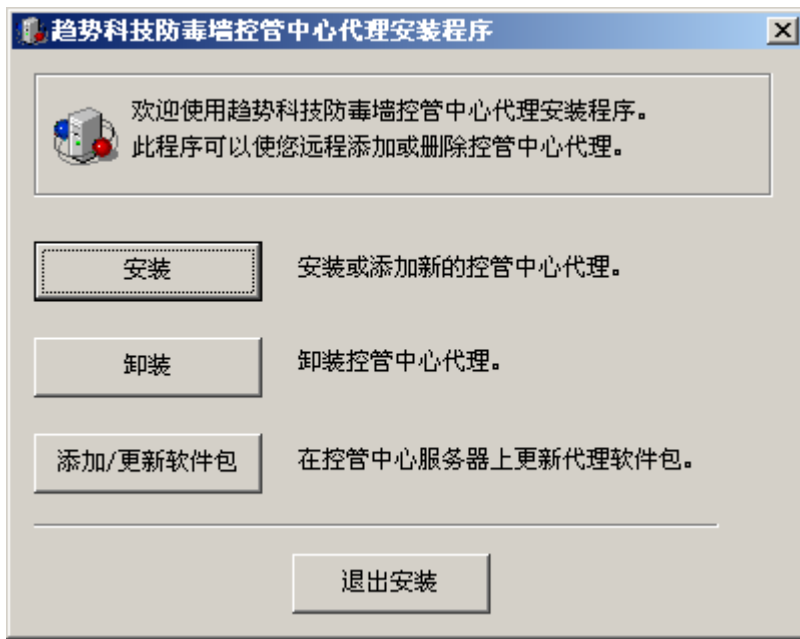 趋势科技防毒墙控管中心代理安装程序
欢迎使用趋势科技防毒墙控管中心代理安装程序。
此程序可以使您远程添加或删除控管中心代理。
安装 安装或添加新的控管中心代理。
卸装 卸装控管中心代理。
添加/更新软件包 在控管中心服务器上更新代理软件包。
退出安装